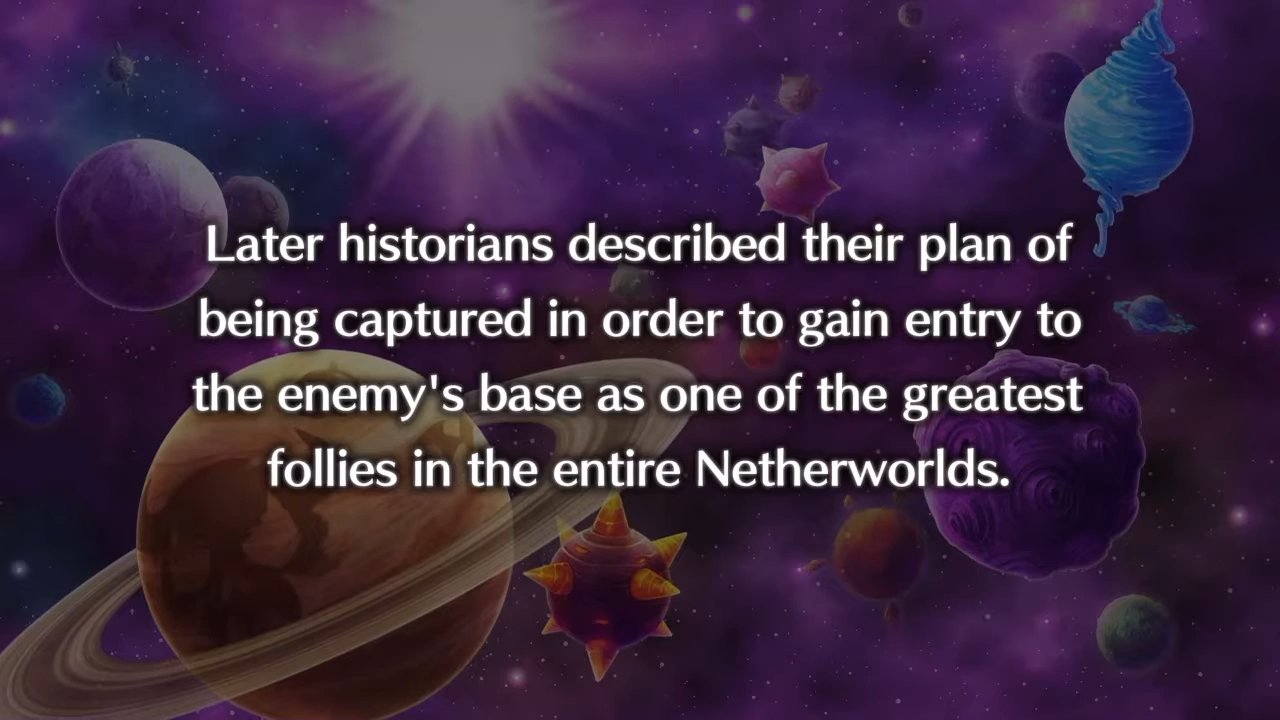 Later historians described their plan of
being captured in order to gain entry to
the enemy's base as one of the greatest
follies in the entire Netherworlds.